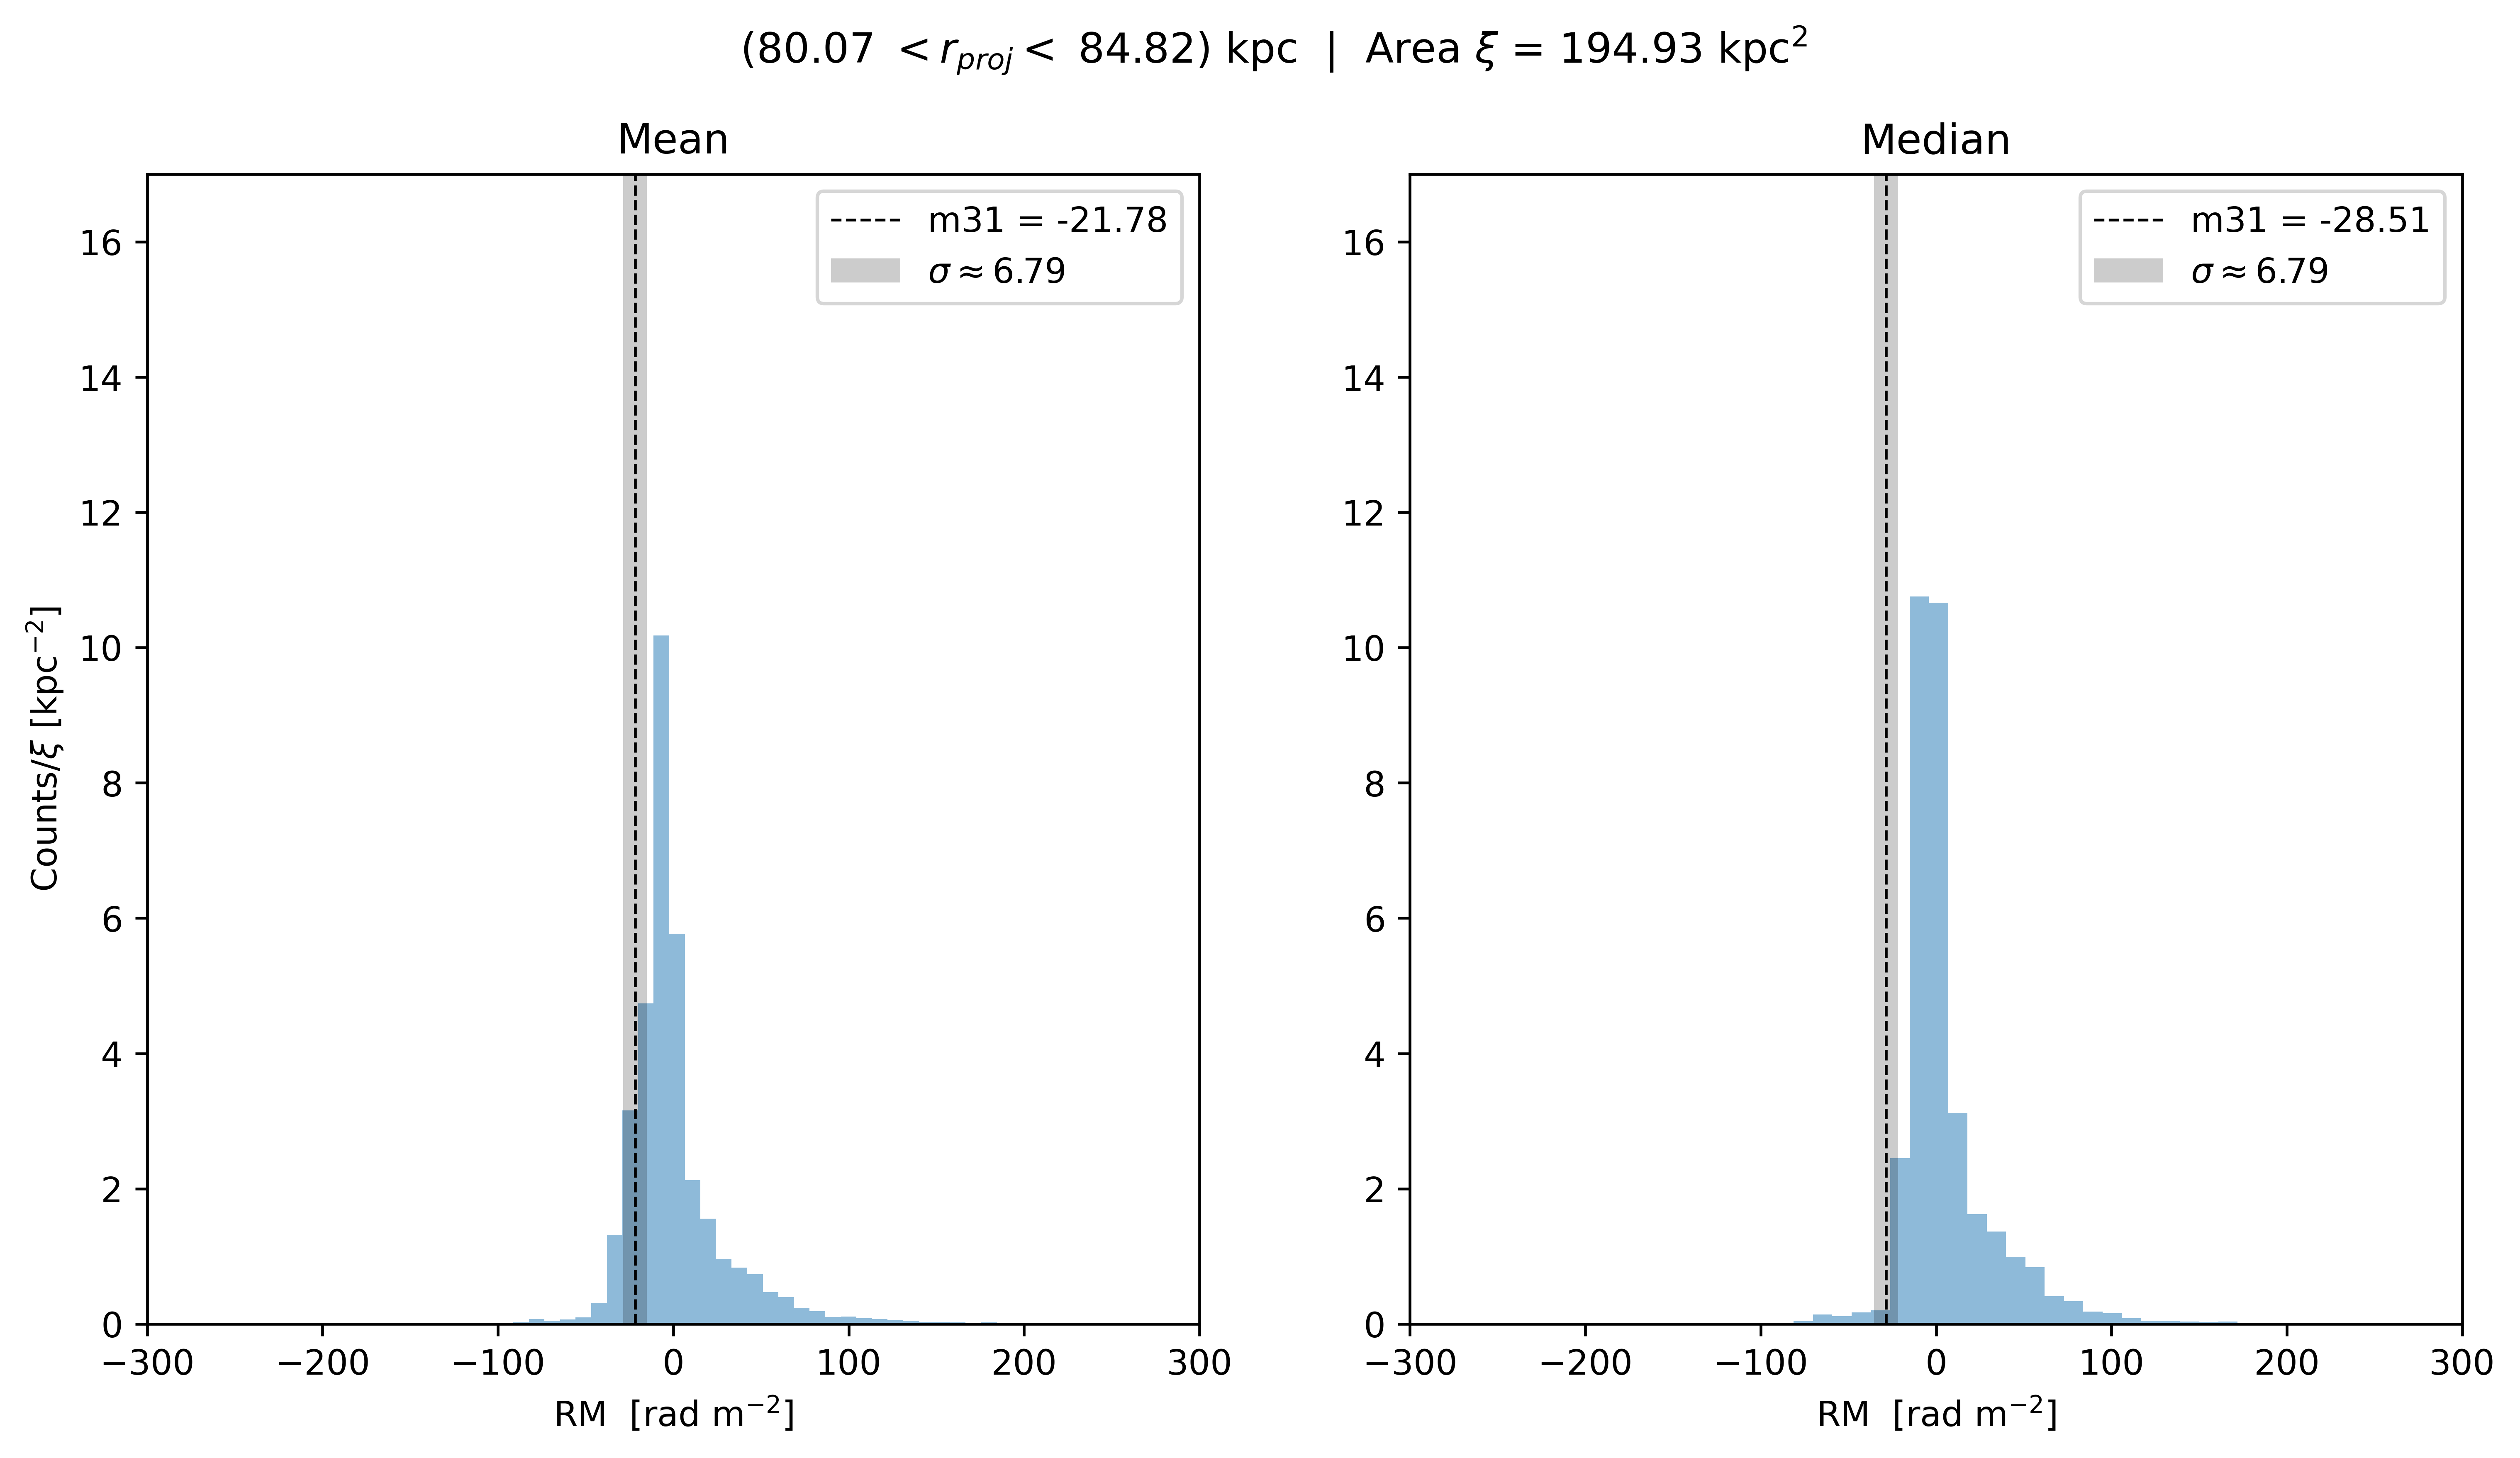 (80.07 < r_proj < 84.82) kpc | Area ξ = 194.93 kpc²
Mean
m31 = -21.78
σ ≈ 6.79
16
14
12
10
8
6
4
2
0
Counts/ξ [kpc⁻²]
−300 −200 −100 0 100 200 300
RM [rad m⁻²]
Median
m31 = -28.51
σ ≈ 6.79
16
14
12
10
8
6
4
2
0
−300 −200 −100 0 100 200 300
RM [rad m⁻²]